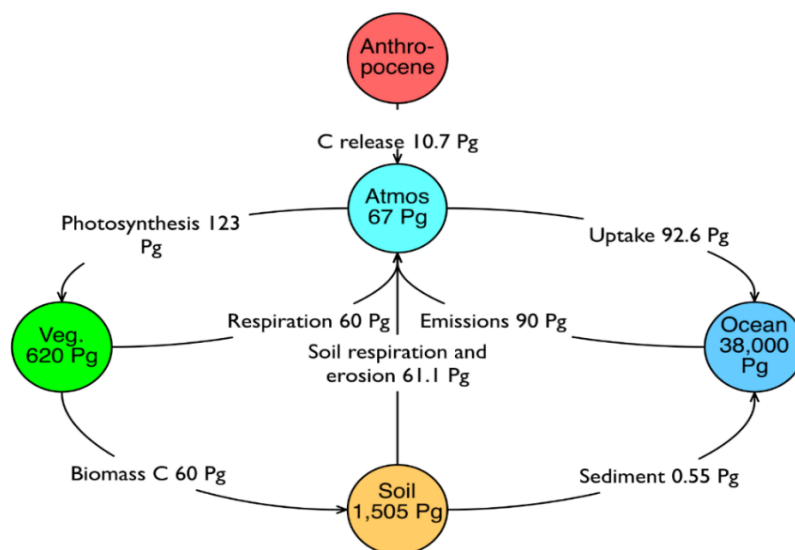 Anthro-
pocene
C release 10.7 Pg
Atmos
67 Pg
Photosynthesis 123
Pg
Uptake 92.6 Pg
Veg.
620 Pg
Respiration 60 Pg
Emissions 90 Pg
Ocean
38,000
Pg
Soil respiration and
erosion 61.1 Pg
Biomass C 60 Pg
Sediment 0.55 Pg
Soil
1,505 Pg